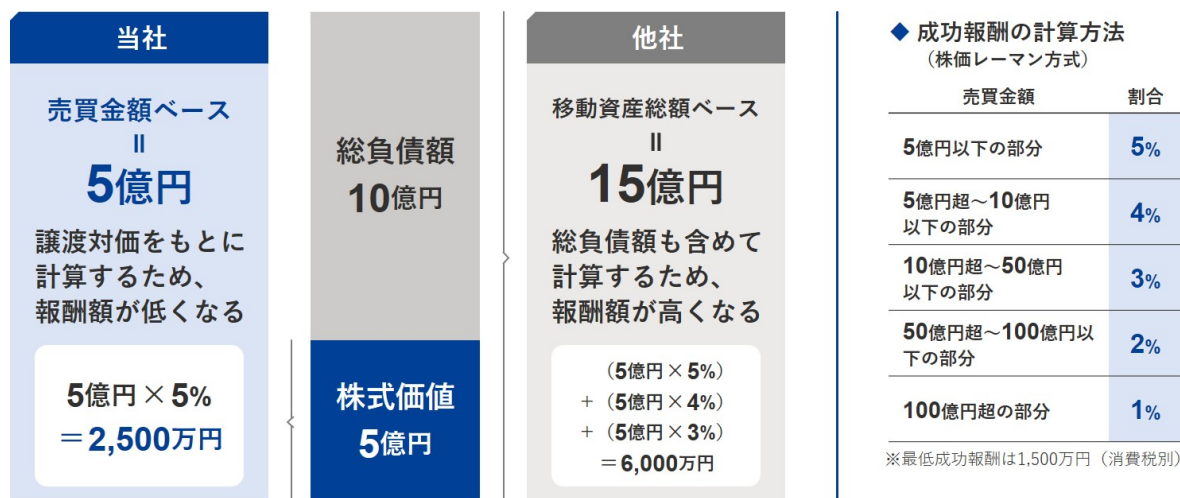 当社
売買金額ベース
＝
5億円
譲渡対価をもとに
計算するため、
報酬額が低くなる
5億円×5%
＝2,500万円
総負債額
10億円
株式価値
5億円
他社
移動資産総額ベース
＝
15億円
総負債額も含めて
計算するため、
報酬額が高くなる
（5億円×5%）
+（5億円×4%）
+（5億円×3%）
＝6,000万円
◆ 成功報酬の計算方法
（株価レーマン方式）
売買金額 割合
5億円以下の部分 5%
5億円超～10億円
以下の部分 4%
10億円超～50億円
以下の部分 3%
50億円超～100億円以
下の部分 2%
100億円超の部分 1%
※最低成功報酬は1,500万円（消費税別）